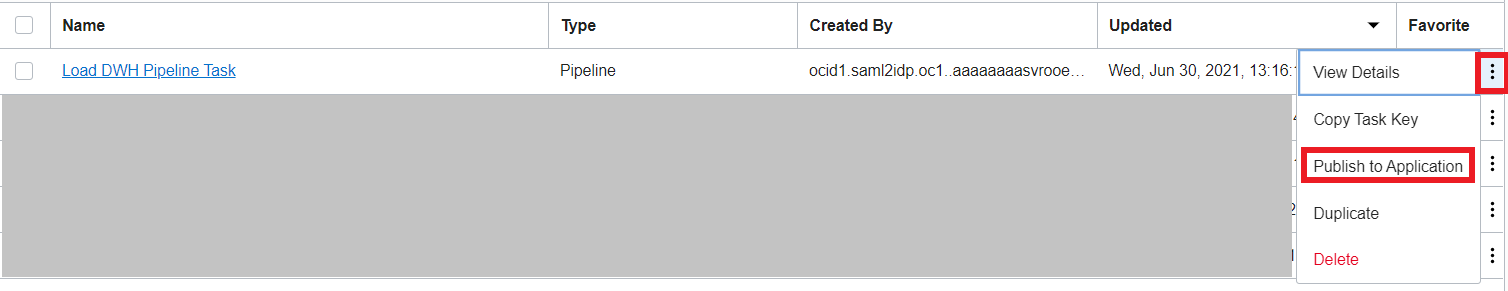 Name Type Created By Updated Favorite
Load DWH Pipeline Task Pipeline ocid1.saml2idp.oc1..aaaaaaaasvrooe… Wed, Jun 30, 2021, 13:16: View Details
Copy Task Key
Publish to Application
Duplicate
Delete